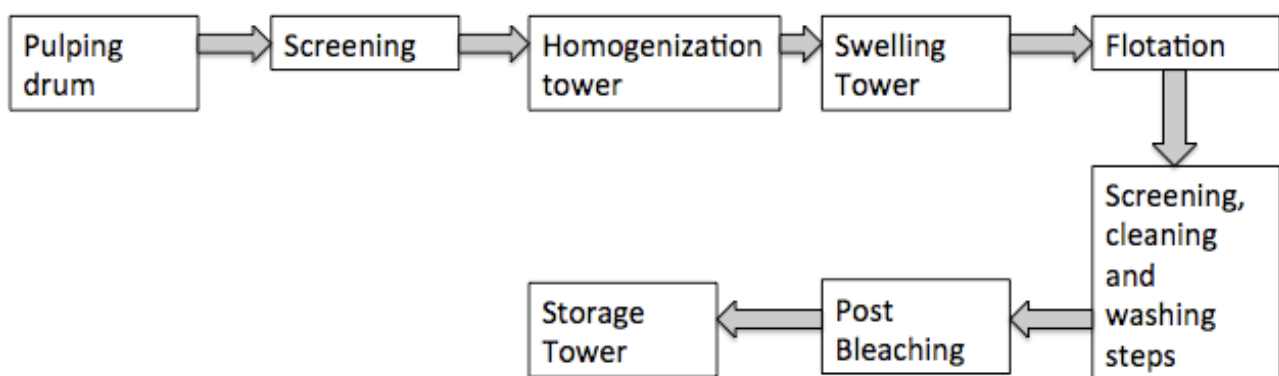 Pulping
drum
Screening
Homogenization
tower
Swelling
Tower
Flotation
Screening,
cleaning
and
washing
steps
Post
Bleaching
Storage
Tower